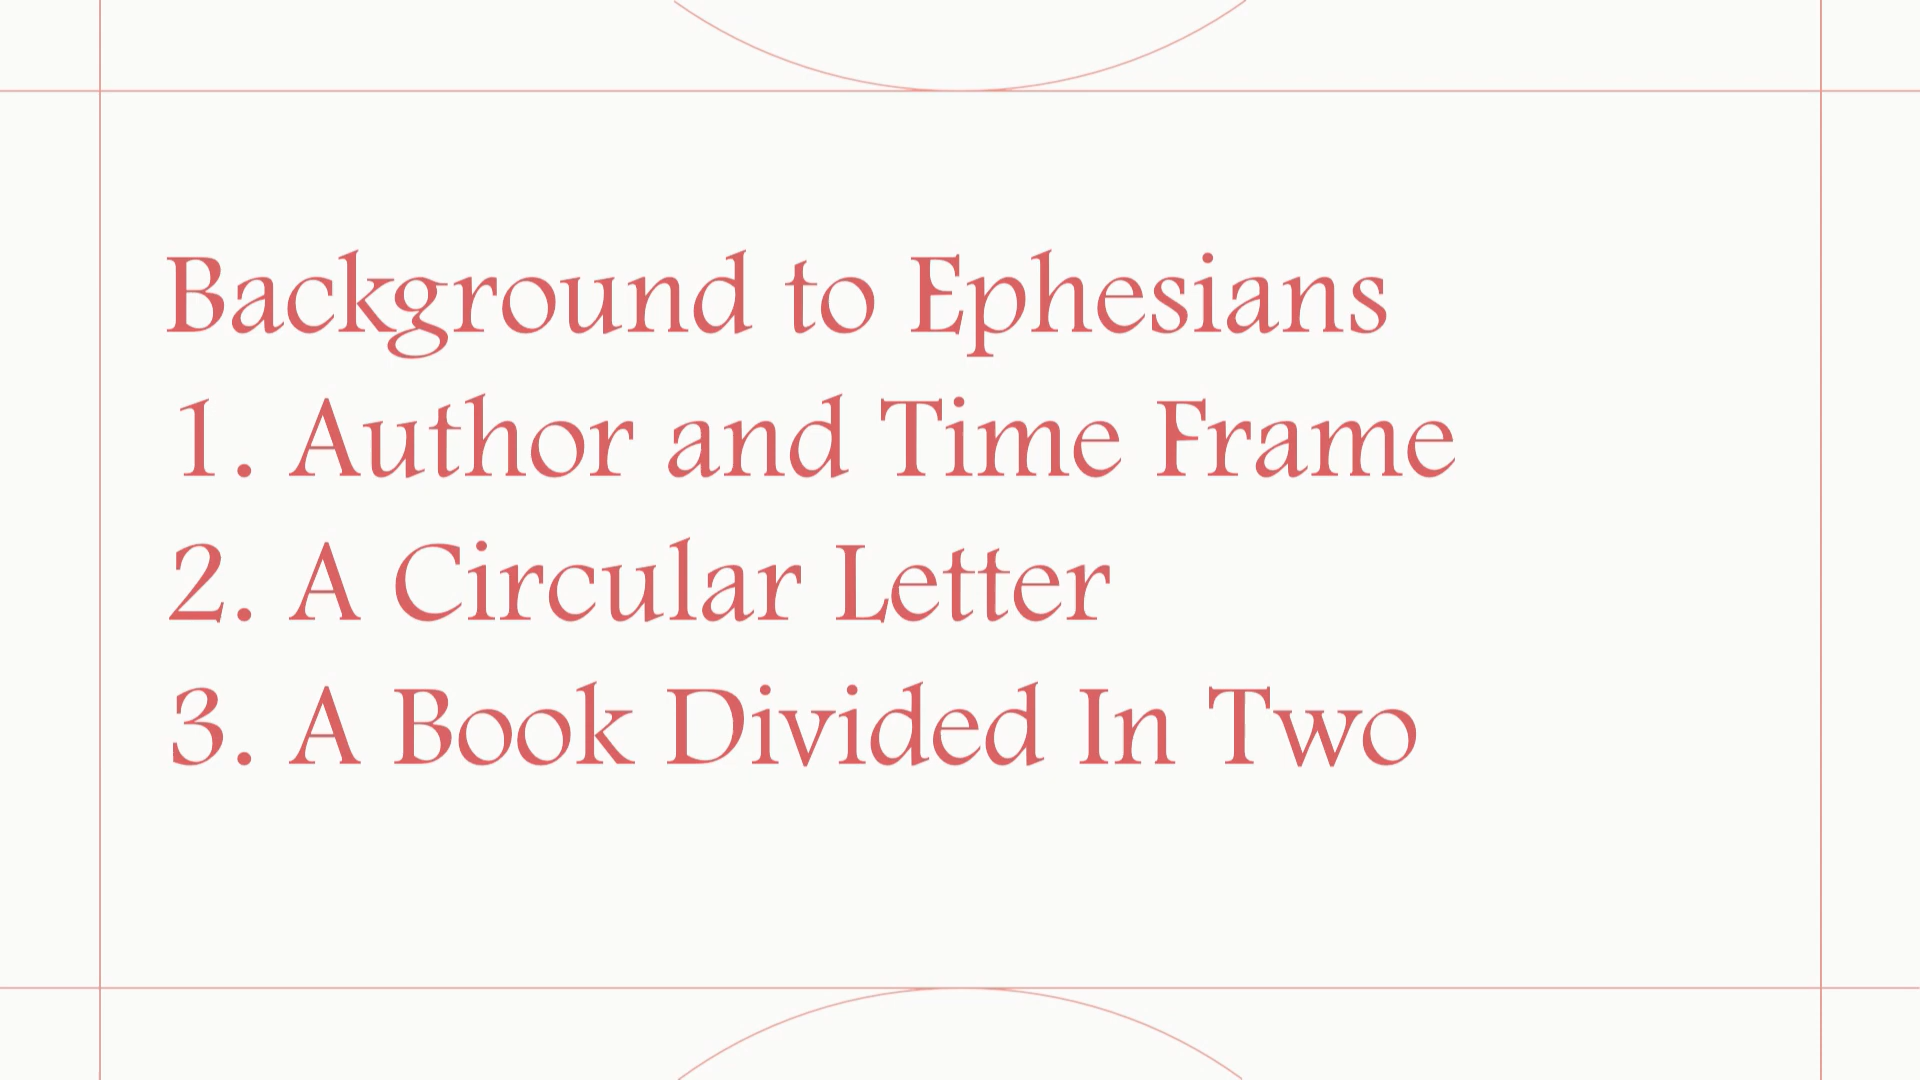 Background to Ephesians
1. Author and Time Frame
2. A Circular Letter
3. A Book Divided In Two